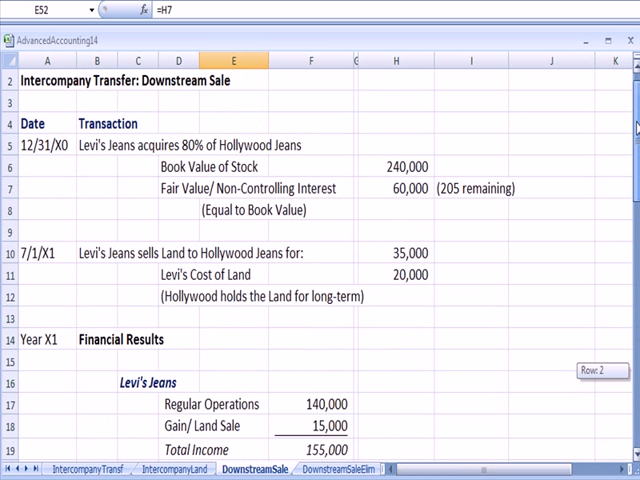 E52 fx =H7
AdvancedAccounting14
A B C D E F G H I J K
2 Intercompany Transfer: Downstream Sale
3
4 Date Transaction
5 12/31/X0 Levi's Jeans acquires 80% of Hollywood Jeans
6 Book Value of Stock 240,000
7 Fair Value/ Non-Controlling Interest 60,000 (205 remaining)
8 (Equal to Book Value)
9
10 7/1/X1 Levi's Jeans sells Land to Hollywood Jeans for: 35,000
11 Levi's Cost of Land 20,000
12 (Hollywood holds the Land for long-term)
13
14 Year X1 Financial Results
15
Row: 2
16 Levi's Jeans
17 Regular Operations 140,000
18 Gain/ Land Sale 15,000
19 Total Income 155,000
IntercompanyTransf IntercompanyLand DownstreamSale DownstreamSaleElm